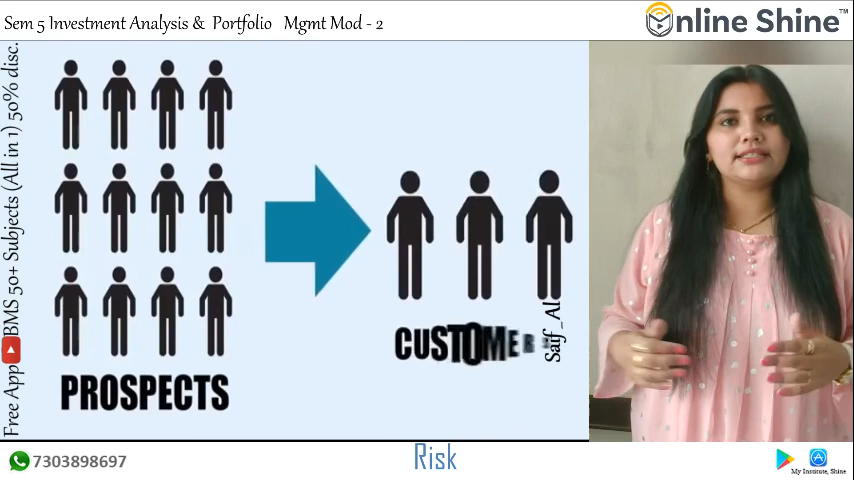 Sem 5 Investment Analysis & Portfolio Mgmt Mod - 2
Online Shine™
Free App BMS 50+ Subjects (All in 1) 50% disc.
PROSPECTS
CUSTOMER
Saif_Al
7303898697
Risk
My Institute, Shine